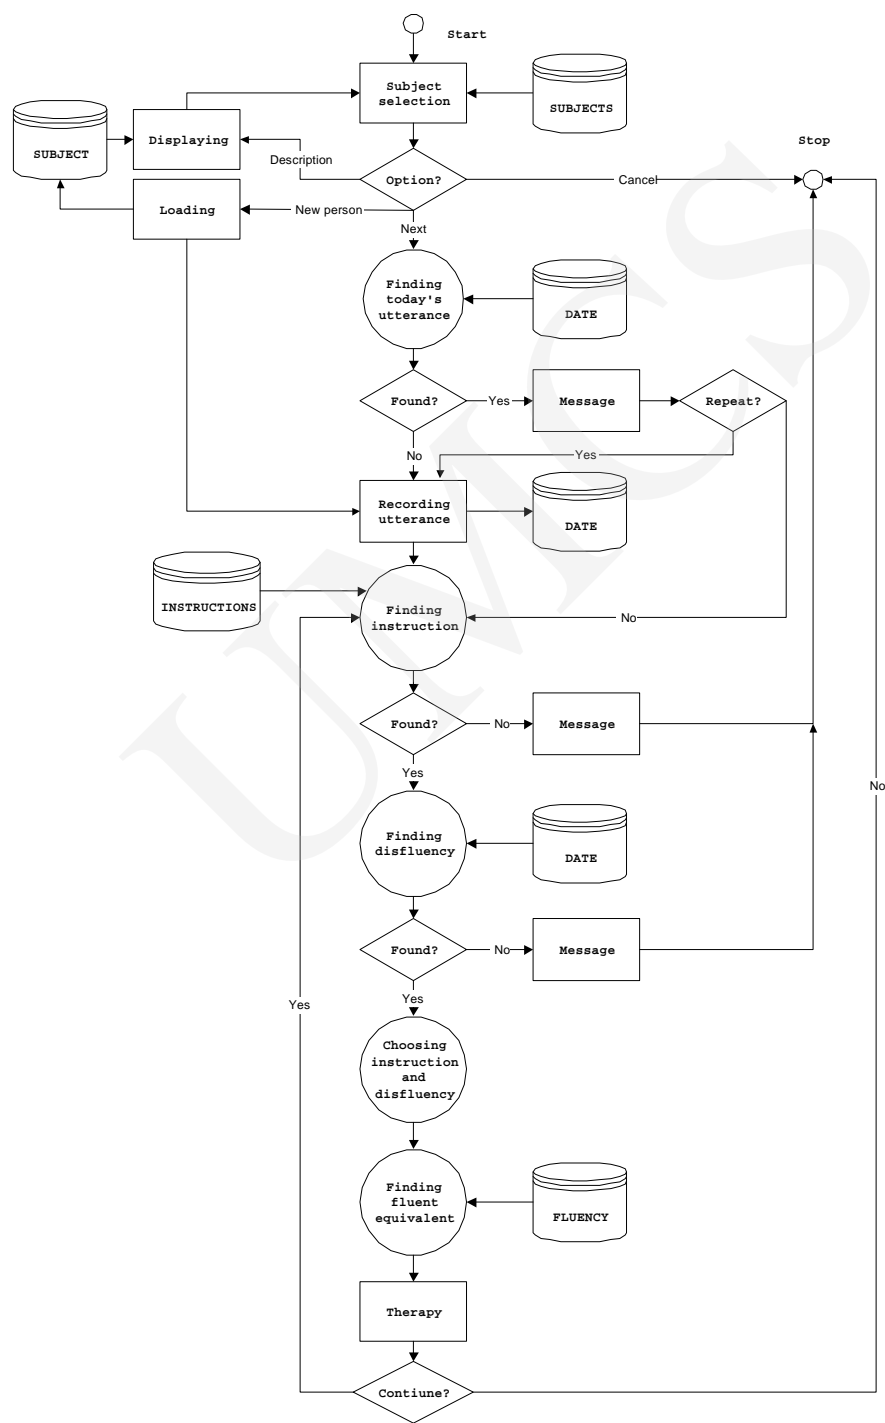 Start
Subject
selection
SUBJECTS
SUBJECT
Displaying
Description
Stop
Option?
Cancel
Loading
New person
Next
Finding
today's
utterance
DATE
Found?
Yes
Message
Repeat?
No
Yes
Recording
utterance
DATE
INSTRUCTIONS
Finding
instruction
No
Found?
No
Message
Yes
No
Finding
disfluency
DATE
Found?
No
Message
Yes
Yes
Choosing
instruction
and
disfluency
Finding
fluent
equivalent
FLUENCY
Therapy
Contiune?
UMCS